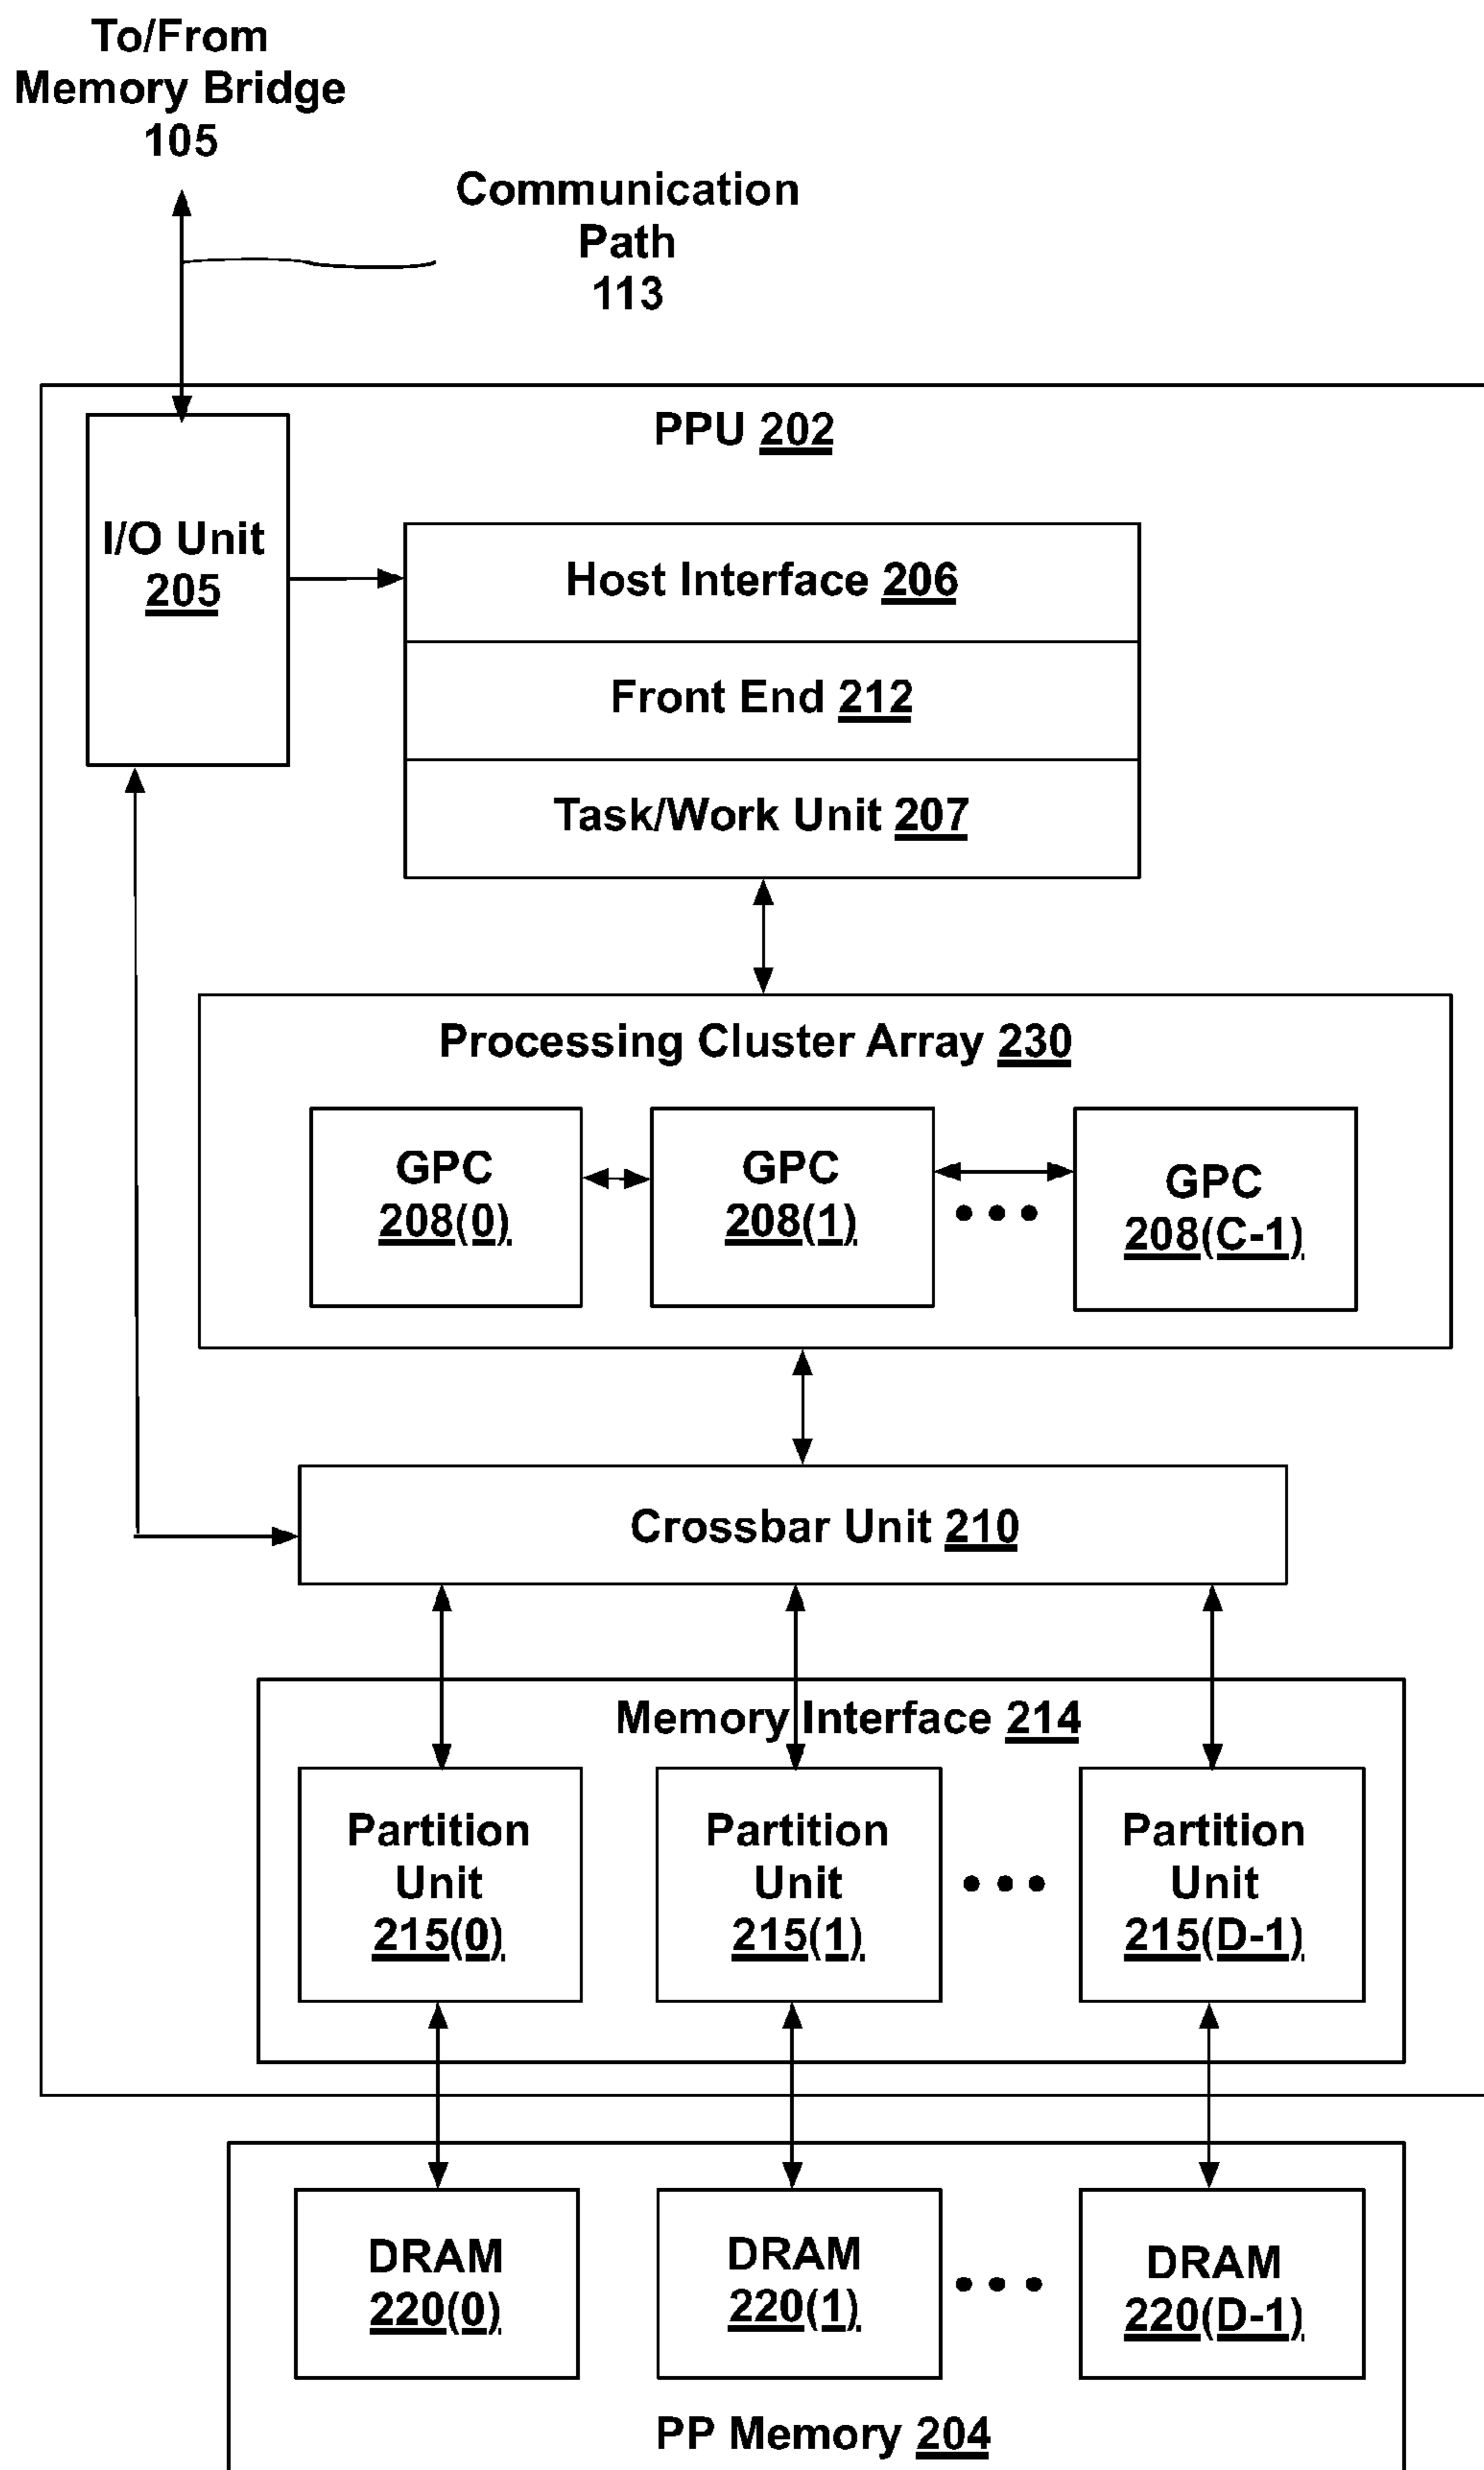 To/From
Memory Bridge
105
Communication
Path
113
PPU 202
I/O Unit
205
Host Interface 206
Front End 212
Task/Work Unit 207
Processing Cluster Array 230
GPC
208(0)
GPC
208(1)
• • •
GPC
208(C-1)
Crossbar Unit 210
Memory Interface 214
Partition
Unit
215(0)
Partition
Unit
215(1)
• • •
Partition
Unit
215(D-1)
DRAM
220(0)
DRAM
220(1)
• • •
DRAM
220(D-1)
PP Memory 204